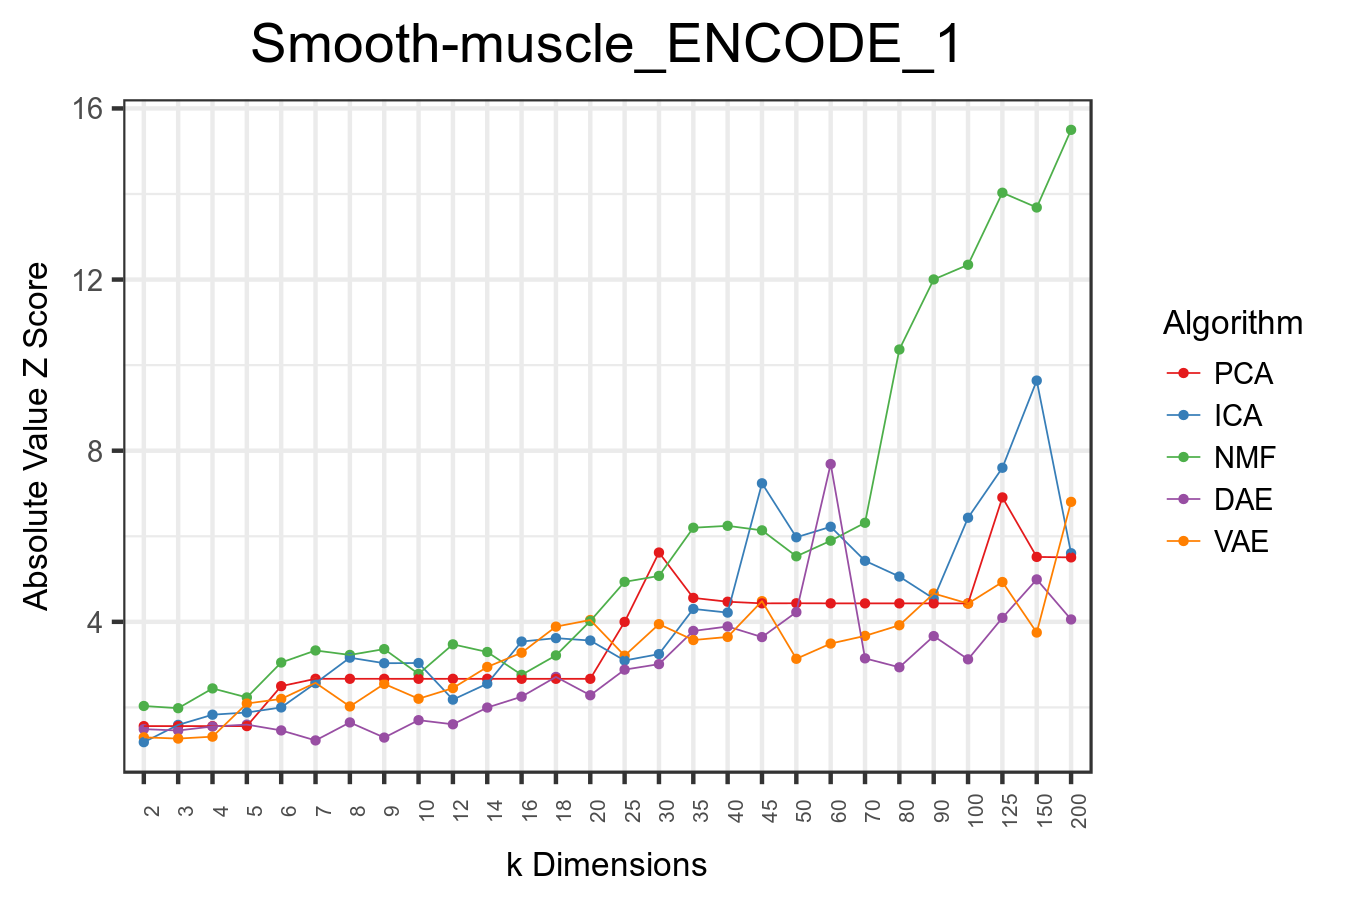 Smooth-muscle_ENCODE_1
Absolute Value Z Score
16
12
8
4
2 3 4 5 6 7 8 9 10 12 14 16 18 20 25 30 35 40 45 50 60 70 80 90 100 125 150 200
k Dimensions
Algorithm
PCA
ICA
NMF
DAE
VAE